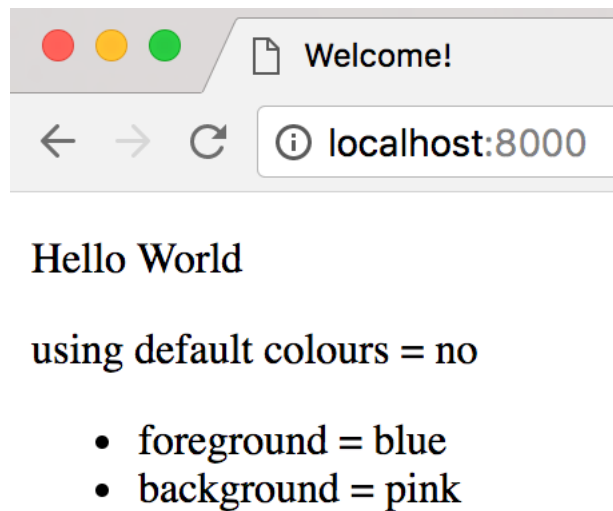 Welcome!
localhost:8000
Hello World
using default colours = no
foreground = blue
background = pink